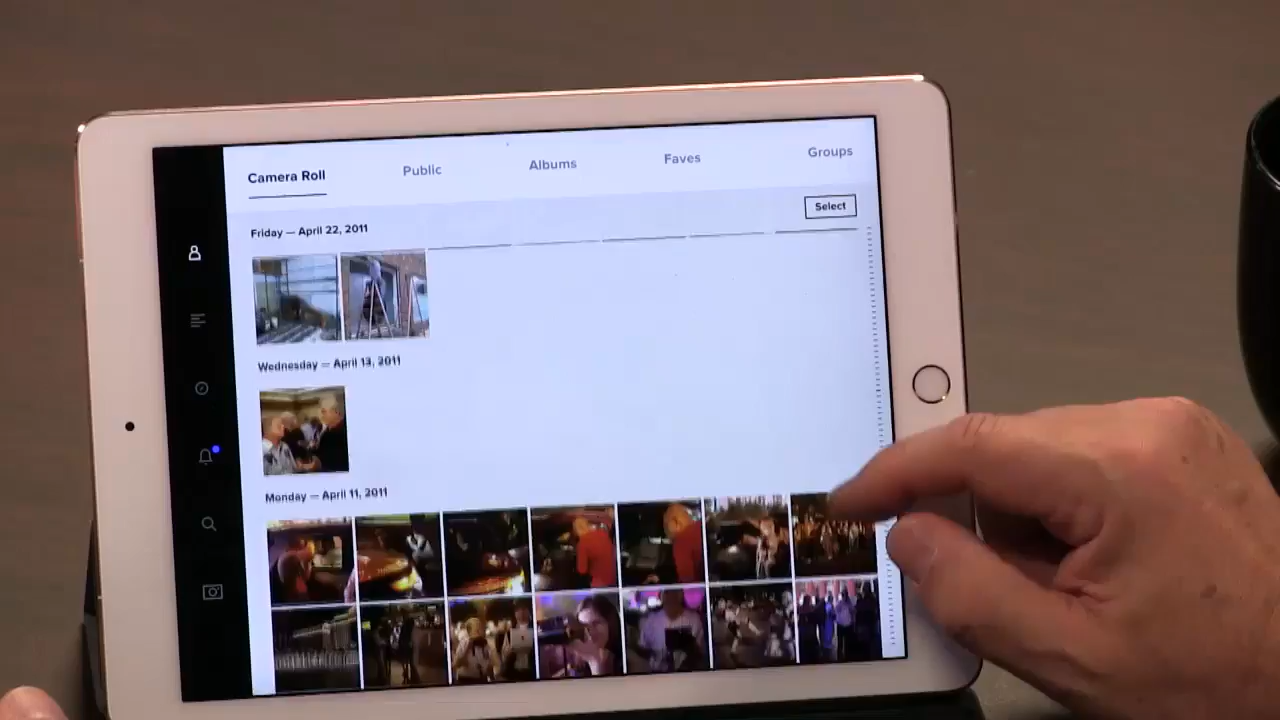 Camera Roll Public Albums Faves Groups
Select
Friday — April 22, 2011
Wednesday — April 13, 2011
Monday — April 11, 2011